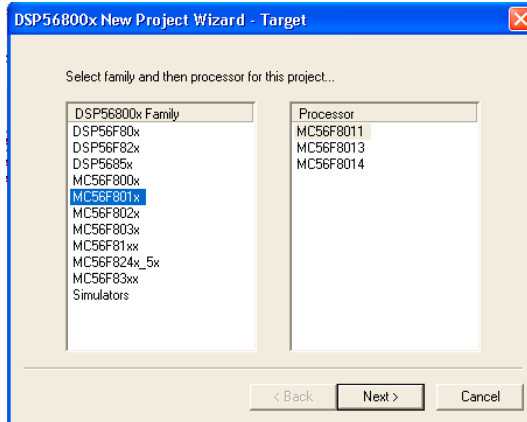 DSP56800x New Project Wizard - Target
Select family and then processor for this project...
DSP56800x Family
DSP56F80x
DSP56F82x
DSP5685x
MC56F800x
MC56F801x
MC56F802x
MC56F803x
MC56F81xx
MC56F824x_5x
MC56F83xx
Simulators
Processor
MC56F8011
MC56F8013
MC56F8014
< Back
Next >
Cancel